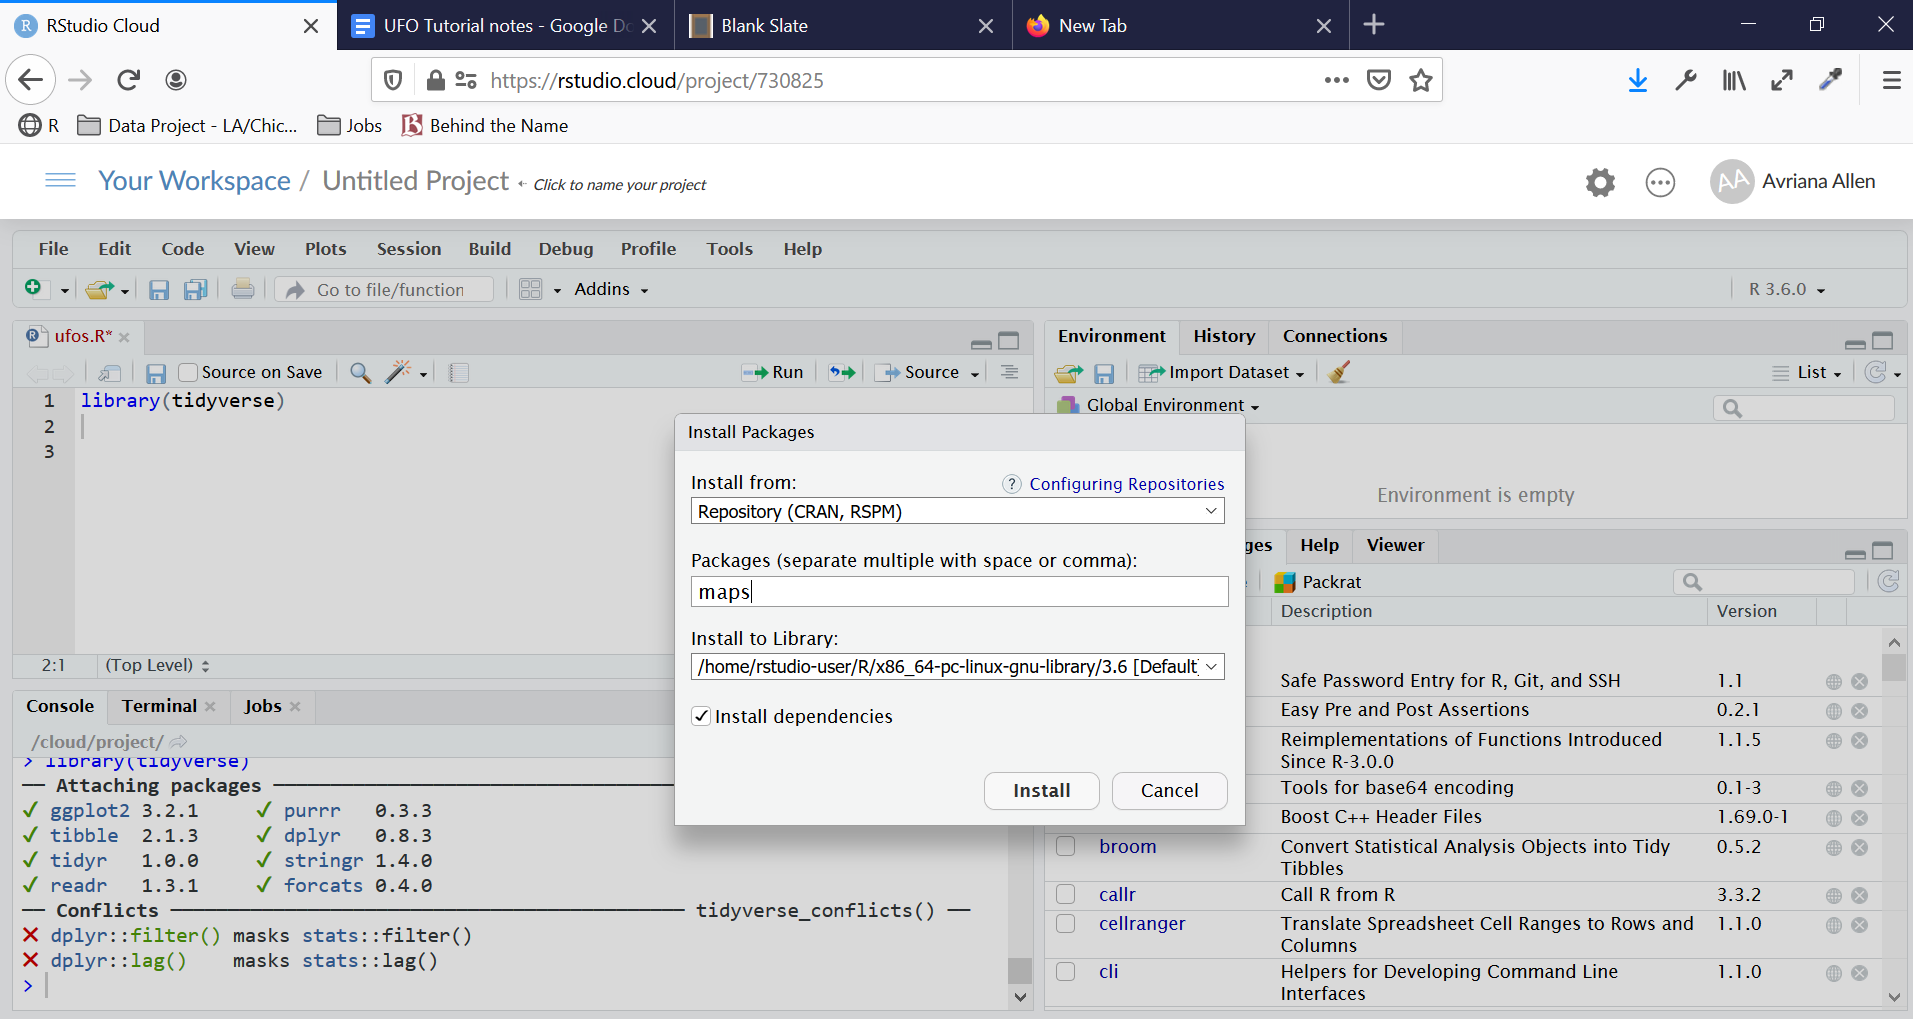 RStudio Cloud
UFO Tutorial notes - Google Do
Blank Slate
New Tab
https://rstudio.cloud/project/730825
R
Data Project - LA/Chic...
Jobs
Behind the Name
Your Workspace / Untitled Project
Click to name your project
AA
Avriana Allen
File Edit Code View Plots Session Build Debug Profile Tools Help
Go to file/function
Addins
R 3.6.0
ufos.R*
Source on Save
Run
Source
1 library(tidyverse)
2
3
2:1 (Top Level)
Environment History Connections
Import Dataset
List
Global Environment
Environment is empty
Install Packages
Install from:
? Configuring Repositories
Repository (CRAN, RSPM)
Packages (separate multiple with space or comma):
maps
Install to Library:
/home/rstudio-user/R/x86_64-pc-linux-gnu-library/3.6 [Default]
Install dependencies
Install Cancel
Console Terminal Jobs
/cloud/project/
> library(tidyverse)
── Attaching packages ──
✓ ggplot2 3.2.1 ✓ purrr 0.3.3
✓ tibble 2.1.3 ✓ dplyr 0.8.3
✓ tidyr 1.0.0 ✓ stringr 1.4.0
✓ readr 1.3.1 ✓ forcats 0.4.0
── Conflicts ── tidyverse_conflicts() ──
✗ dplyr::filter() masks stats::filter()
✗ dplyr::lag() masks stats::lag()
>
ges Help Viewer
Packrat
Description Version
Safe Password Entry for R, Git, and SSH 1.1
Easy Pre and Post Assertions 0.2.1
Reimplementations of Functions Introduced 1.1.5
Since R-3.0.0
Tools for base64 encoding 0.1-3
Boost C++ Header Files 1.69.0-1
broom Convert Statistical Analysis Objects into Tidy 0.5.2
Tibbles
callr Call R from R 3.3.2
cellranger Translate Spreadsheet Cell Ranges to Rows and 1.1.0
Columns
cli Helpers for Developing Command Line 1.1.0
Interfaces